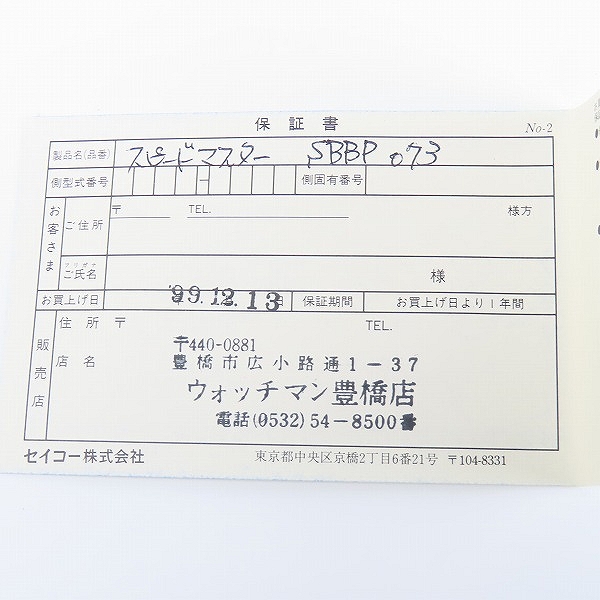 保証書
No-2
製品名(品番) スピードマスター SBBP 073
側型式番号 側固有番号
お客さま
ご住所 〒 TEL. 様方
フリガナ
ご氏名 様
お買上げ日 '99.12.13 保証期間 お買上げ日より1年間
販売店
住所 〒 TEL.
店名
〒440-0881
豊橋市広小路通1-37
ウォッチマン豊橋店
電話(0532)54-8500
セイコー株式会社 東京都中央区京橋2丁目6番21号 〒104-8331